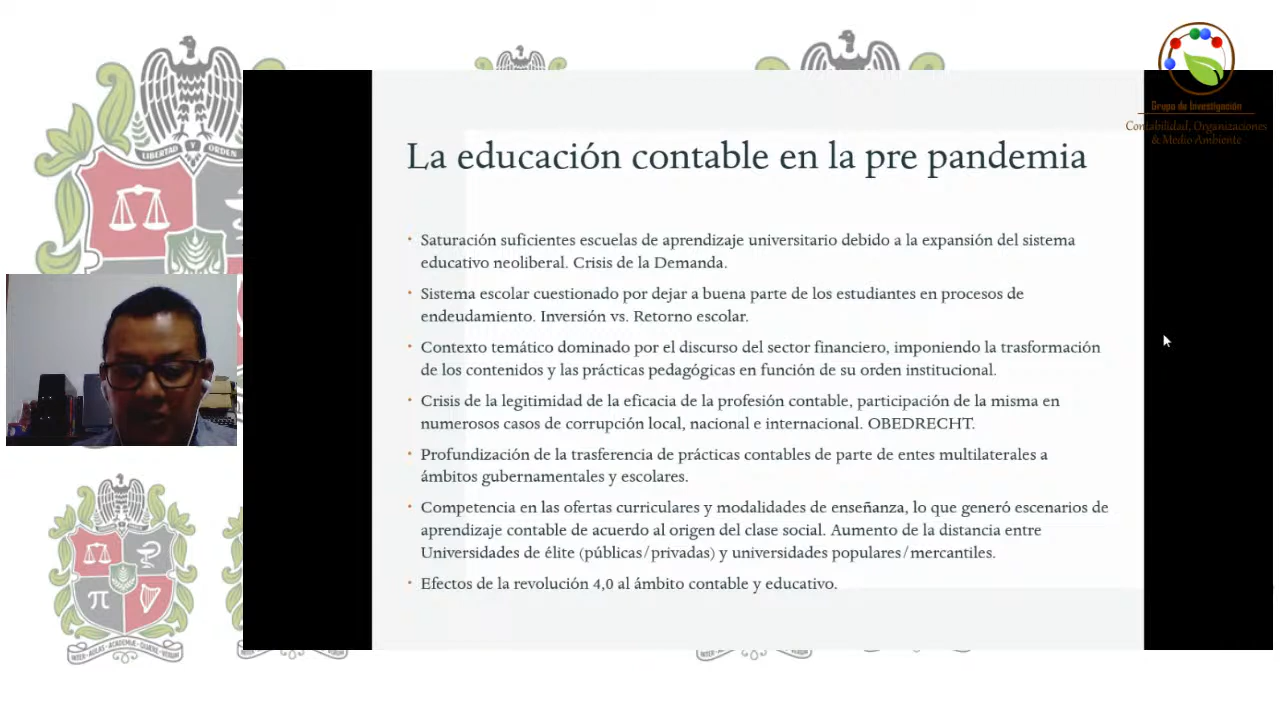 LIBERTAD Y ORDEN
Grupo de Investigación
Contabilidad, Organizaciones
& Medio Ambiente
La educación contable en la pre pandemia
• Saturación suficientes escuelas de aprendizaje universitario debido a la expansión del sistema
educativo neoliberal. Crisis de la Demanda.
• Sistema escolar cuestionado por dejar a buena parte de los estudiantes en procesos de
endeudamiento. Inversión vs. Retorno escolar.
• Contexto temático dominado por el discurso del sector financiero, imponiendo la trasformación
de los contenidos y las prácticas pedagógicas en función de su orden institucional.
• Crisis de la legitimidad de la eficacia de la profesión contable, participación de la misma en
numerosos casos de corrupción local, nacional e internacional. OBEDRECHT.
• Profundización de la trasferencia de prácticas contables de parte de entes multilaterales a
ámbitos gubernamentales y escolares.
• Competencia en las ofertas curriculares y modalidades de enseñanza, lo que generó escenarios de
aprendizaje contable de acuerdo al origen del clase social. Aumento de la distancia entre
Universidades de élite (públicas/privadas) y universidades populares/mercantiles.
• Efectos de la revolución 4,0 al ámbito contable y educativo.
π
INTER · AULAS · ACADEMIÆ · QUÆRE · VERUM